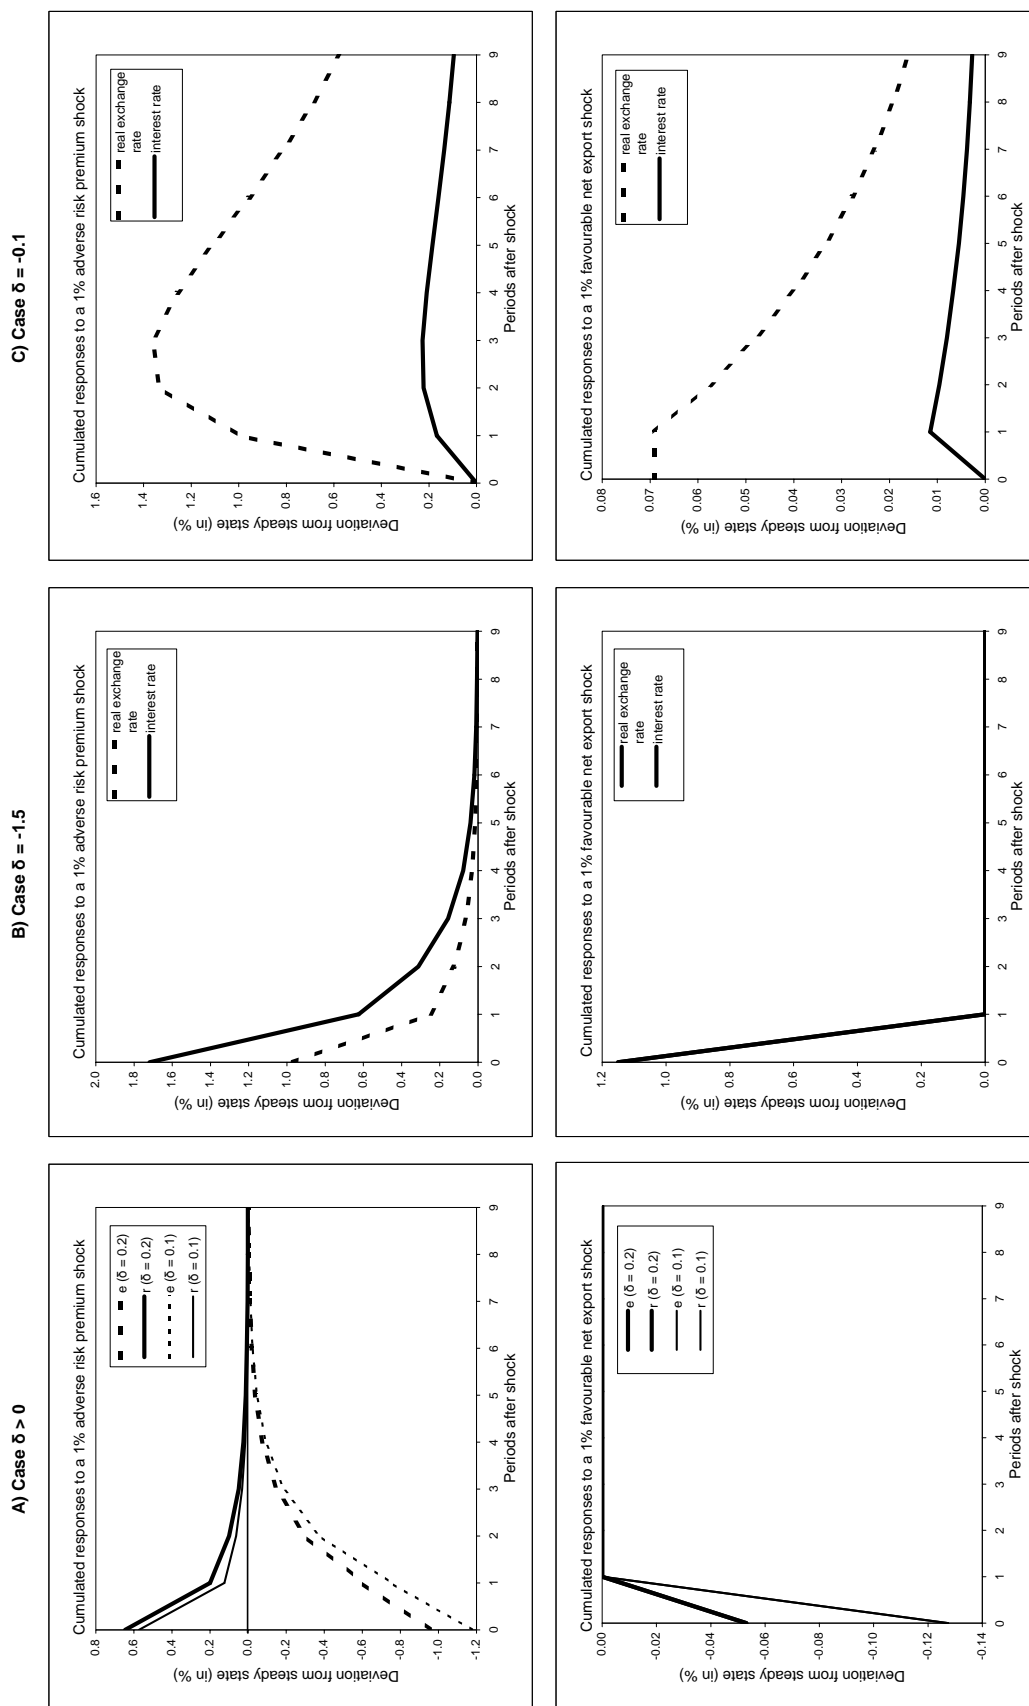 A) Case δ > 0
B) Case δ = -1.5
C) Case δ = -0.1
Cumulated responses to a 1% adverse risk premium shock
Deviation from steady state (in %)
0.8
0.6
0.4
0.2
0.0
-0.2
-0.4
-0.6
-0.8
-1.0
-1.2
e (δ = 0.2)
r (δ = 0.2)
e (δ = 0.1)
r (δ = 0.1)
0 1 2 3 4 5 6 7 8 9
Periods after shock
Cumulated responses to a 1% adverse risk premium shock
Deviation from steady state (in %)
2.0
1.8
1.6
1.4
1.2
1.0
0.8
0.6
0.4
0.2
0.0
real exchange
rate
interest rate
0 1 2 3 4 5 6 7 8 9
Periods after shock
Cumulated responses to a 1% adverse risk premium shock
Deviation from steady state (in %)
1.6
1.4
1.2
1.0
0.8
0.6
0.4
0.2
0.0
real exchange
rate
interest rate
0 1 2 3 4 5 6 7 8 9
Periods after shock
Cumulated responses to a 1% favourable net export shock
Deviation from steady state (in %)
0.00
-0.02
-0.04
-0.06
-0.08
-0.10
-0.12
-0.14
e (δ = 0.2)
r (δ = 0.2)
e (δ = 0.1)
r (δ = 0.1)
0 1 2 3 4 5 6 7 8 9
Periods after shock
Cumulated responses to a 1% favourable net export shock
Deviation from steady state (in %)
1.2
1.0
0.8
0.6
0.4
0.2
0.0
real exchange
rate
interest rate
0 1 2 3 4 5 6 7 8 9
Periods after shock
Cumulated responses to a 1% favourable net export shock
Deviation from steady state (in %)
0.08
0.07
0.06
0.05
0.04
0.03
0.02
0.01
0.00
real exchange
rate
interest rate
0 1 2 3 4 5 6 7 8 9
Periods after shock